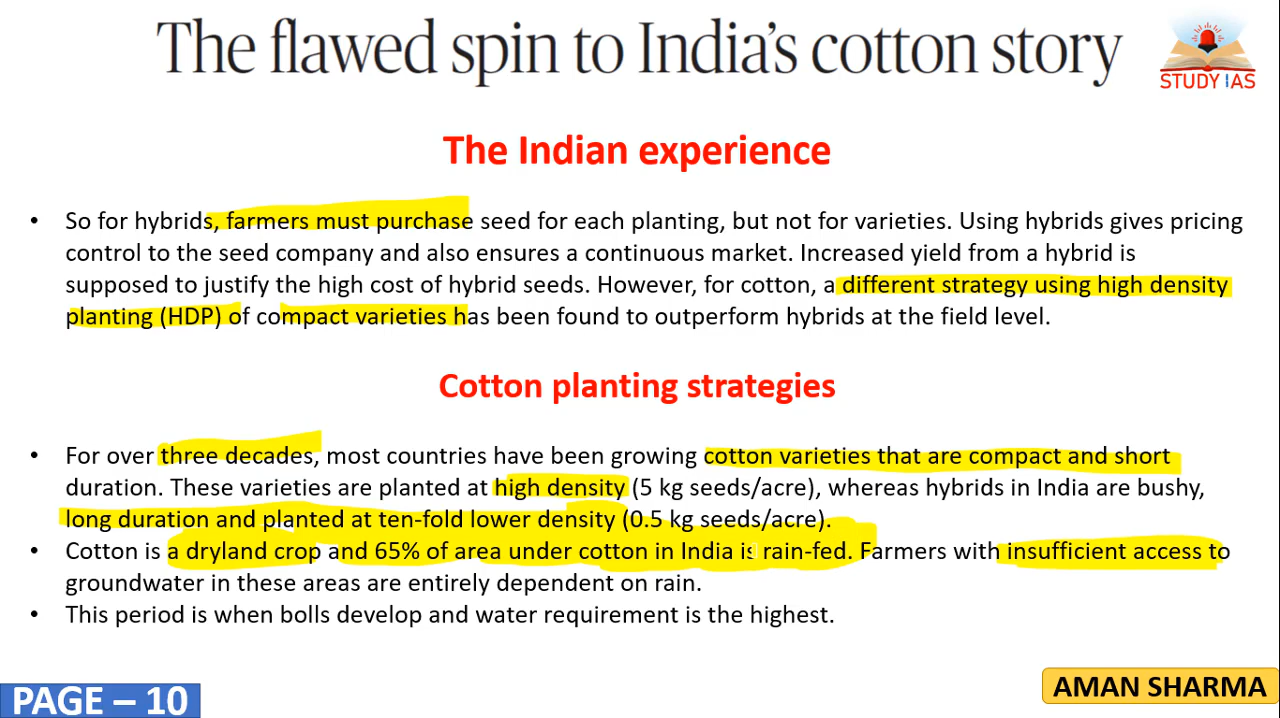 The flawed spin to India's cotton story
STUDY IAS
The Indian experience
• So for hybrids, farmers must purchase seed for each planting, but not for varieties. Using hybrids gives pricing
control to the seed company and also ensures a continuous market. Increased yield from a hybrid is
supposed to justify the high cost of hybrid seeds. However, for cotton, a different strategy using high density
planting (HDP) of compact varieties has been found to outperform hybrids at the field level.
Cotton planting strategies
• For over three decades, most countries have been growing cotton varieties that are compact and short
duration. These varieties are planted at high density (5 kg seeds/acre), whereas hybrids in India are bushy,
long duration and planted at ten-fold lower density (0.5 kg seeds/acre).
• Cotton is a dryland crop and 65% of area under cotton in India is rain-fed. Farmers with insufficient access to
groundwater in these areas are entirely dependent on rain.
• This period is when bolls develop and water requirement is the highest.
PAGE – 10
AMAN SHARMA